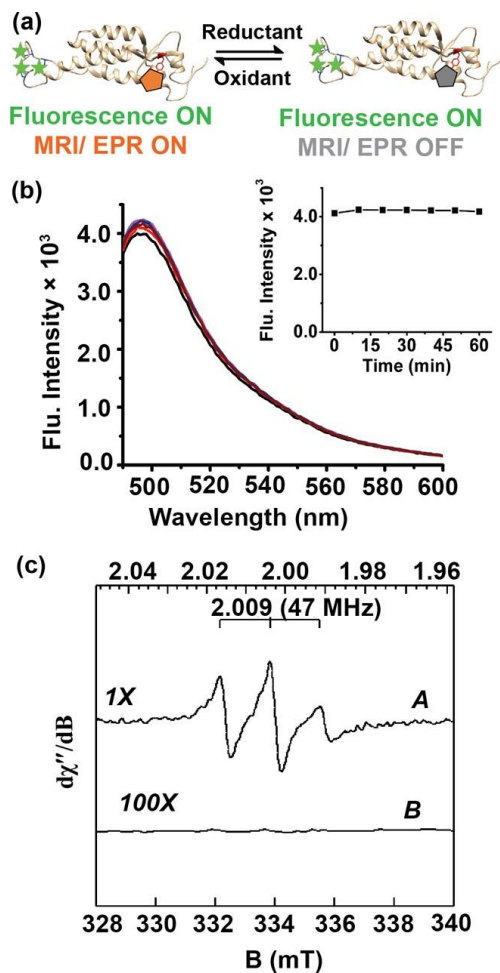 (a)
Reductant
Oxidant
Fluorescence ON
MRI/ EPR ON
Fluorescence ON
MRI/ EPR OFF
(b)
Flu. Intensity × 10³
4.0
3.0
2.0
1.0
0.0
500 520 540 560 580 600
Wavelength (nm)
Flu. Intensity x 10³
4.0
2.0
0.0
0 15 30 45 60
Time (min)
(c)
2.04 2.02 2.01 2.00 1.98 1.96
2.009 (47 MHz)
1X
A
100X
B
dχ″/dB
328 330 332 334 336 338 340
B (mT)